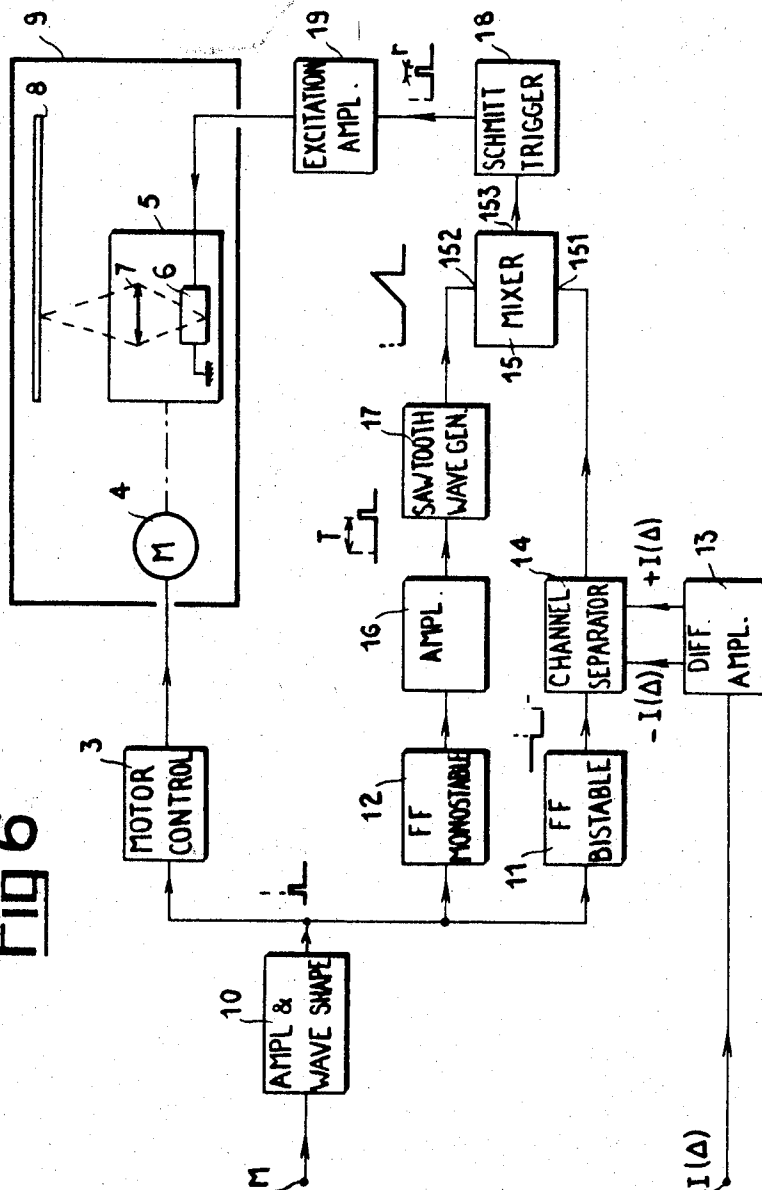 Fig 6
9
8
5
7
6
4
M
3
MOTOR
CONTROL
19
EXCITATION
AMPL.
r
18
SCHMITT
TRIGGER
153
152
MIXER
15
151
17
SAWTOOTH
WAVE GEN.
T
16
AMPL.
12
FF
MONOSTABLE
14
CHANNEL
SEPARATOR
11
FF
BISTABLE
-I(Δ)
+I(Δ)
13
DIFF.
AMPL.
10
AMPL &
WAVE SHAPE
M
I(Δ)